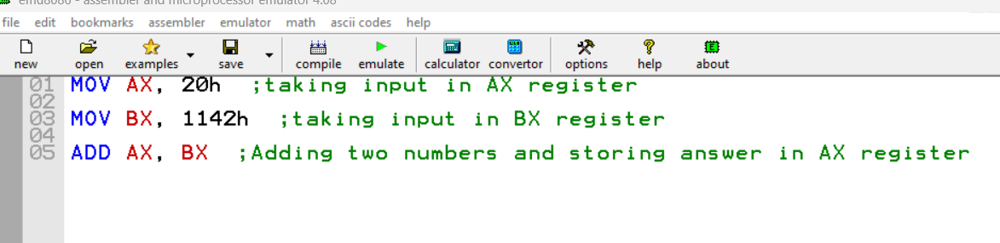 emu8086 - assembler and microprocessor emulator 4.08
file edit bookmarks assembler emulator math ascii codes help
new open examples save compile emulate calculator convertor options help about
01 MOV AX, 20h ;taking input in AX register
02
03 MOV BX, 1142h ;taking input in BX register
04
05 ADD AX, BX ;Adding two numbers and storing answer in AX register